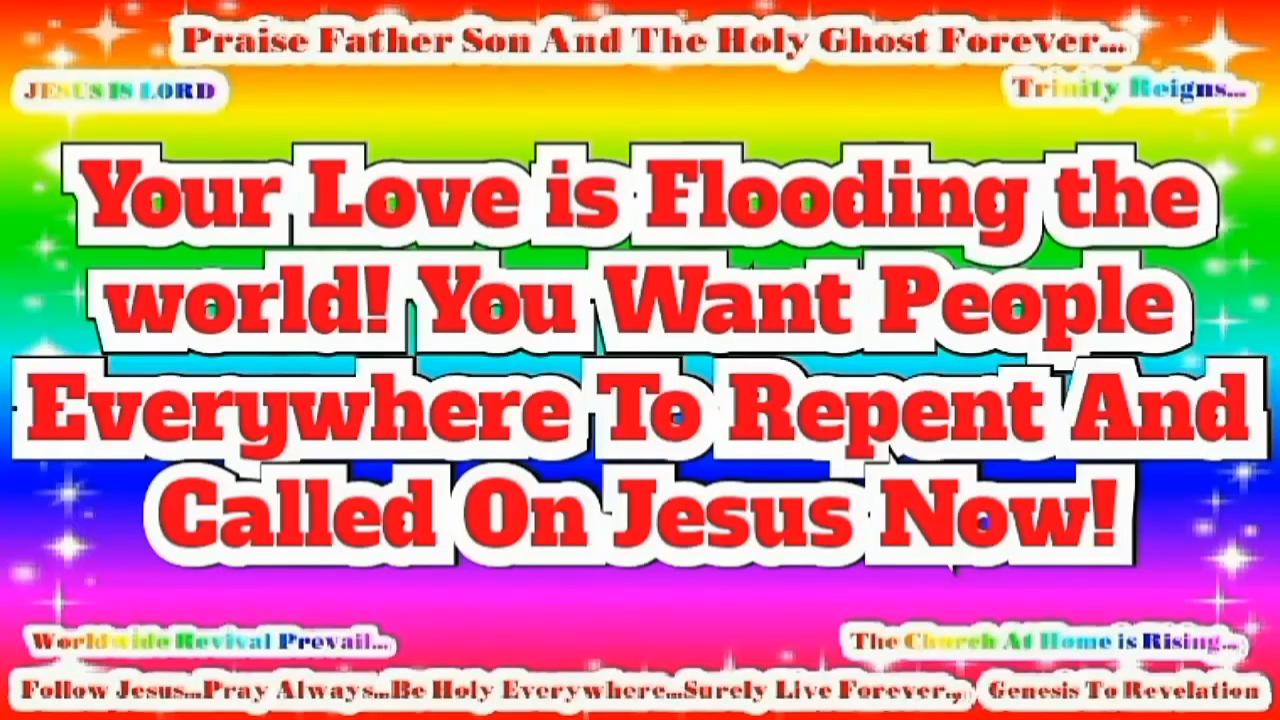 Praise Father Son And The Holy Ghost Forever...
JESUS IS LORD
Trinity Reigns...
Your Love is Flooding the
world! You Want People
Everywhere To Repent And
Called On Jesus Now!
Worldwide Revival Prevail...
The Church At Home is Rising...
Follow Jesus...Pray Always...Be Holy Everywhere...Surely Live Forever..,
Genesis To Revelation